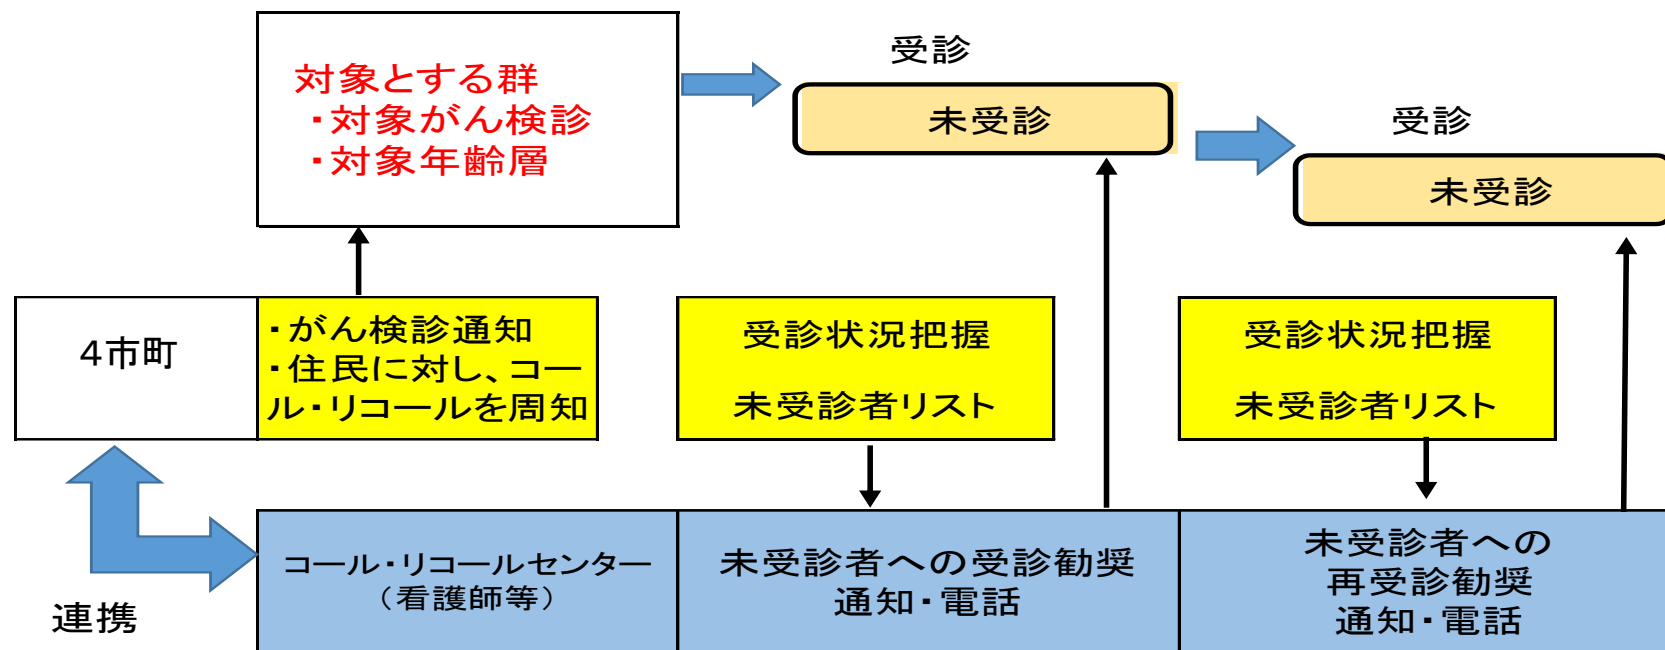 対象とする群
・対象がん検診
・対象年齢層
受診
未受診
受診
未受診
4市町
・がん検診通知
・住民に対し、コー
ル・リコールを周知
受診状況把握
未受診者リスト
受診状況把握
未受診者リスト
連携
コール・リコールセンター
（看護師等）
未受診者への受診勧奨
通知・電話
未受診者への
再受診勧奨
通知・電話